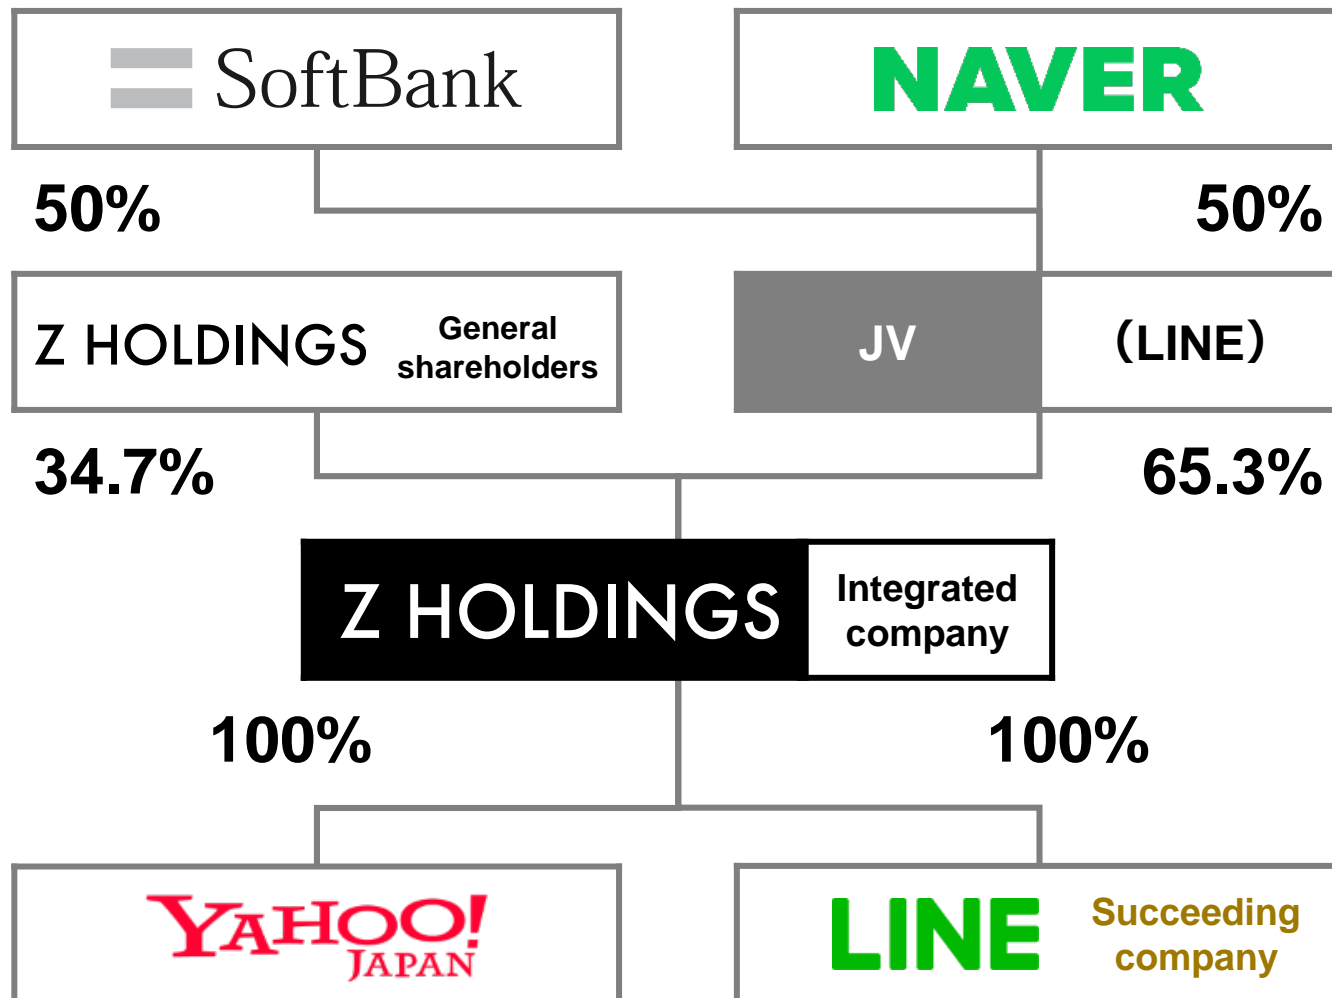 SoftBank
NAVER
50%
50%
Z HOLDINGS
General
shareholders
JV
（LINE）
34.7%
65.3%
Z HOLDINGS
Integrated
company
100%
100%
YAHOO!
JAPAN
LINE
Succeeding
company